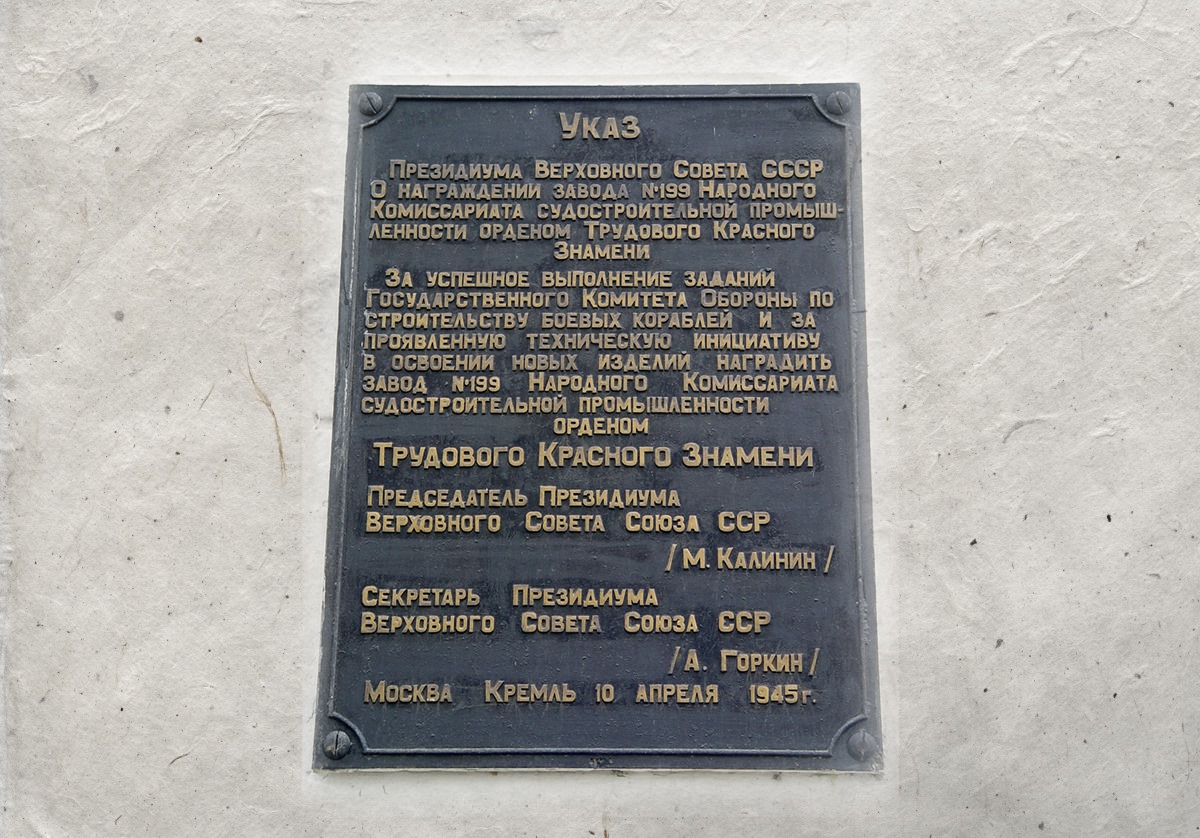 Указ
Президиума Верховного Совета СССР
О награждении завода №199 Народного
Комиссариата судостроительной промыш-
ленности орденом Трудового Красного
Знамени
За успешное выполнение заданий
Государственного Комитета Обороны по
строительству боевых кораблей и за
проявленную техническую инициативу
в освоении новых изделий наградить
завод №199 Народного Комиссариата
судостроительной промышленности
орденом
Трудового Красного Знамени
Председатель Президиума
Верховного Совета Союза ССР
/М. Калинин/
Секретарь Президиума
Верховного Совета Союза ССР
/А. Горкин/
Москва Кремль 10 апреля 1945г.